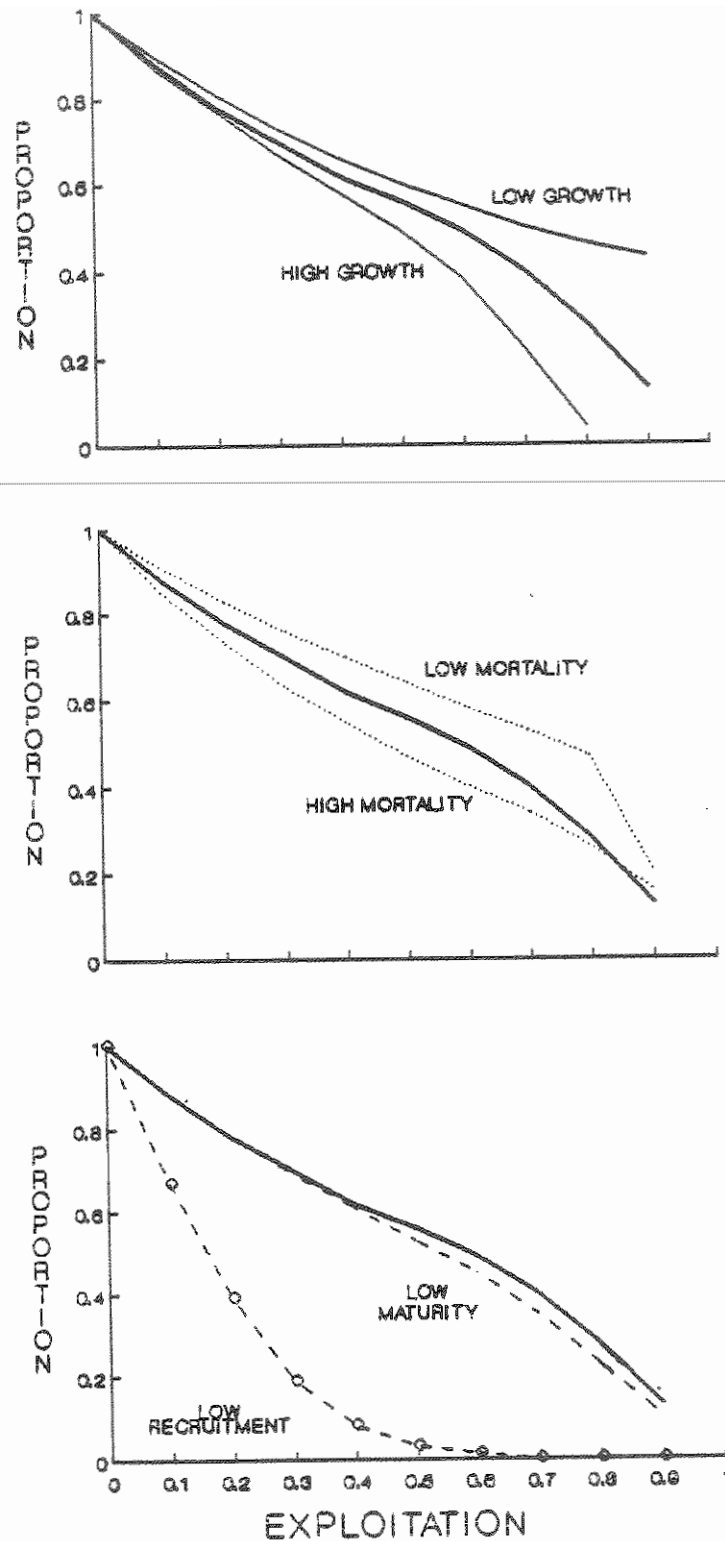 1
0.8
0.6
0.4
0.2
0
PROPORTION
LOW GROWTH
HIGH GROWTH
1
0.8
0.6
0.4
0.2
0
PROPORTION
LOW MORTALITY
HIGH MORTALITY
1
0.8
0.6
0.4
0.2
0
PROPORTION
LOW
MATURITY
LOW
RECRUITMENT
0 0.1 0.2 0.3 0.4 0.5 0.6 0.7 0.8 0.9
EXPLOITATION